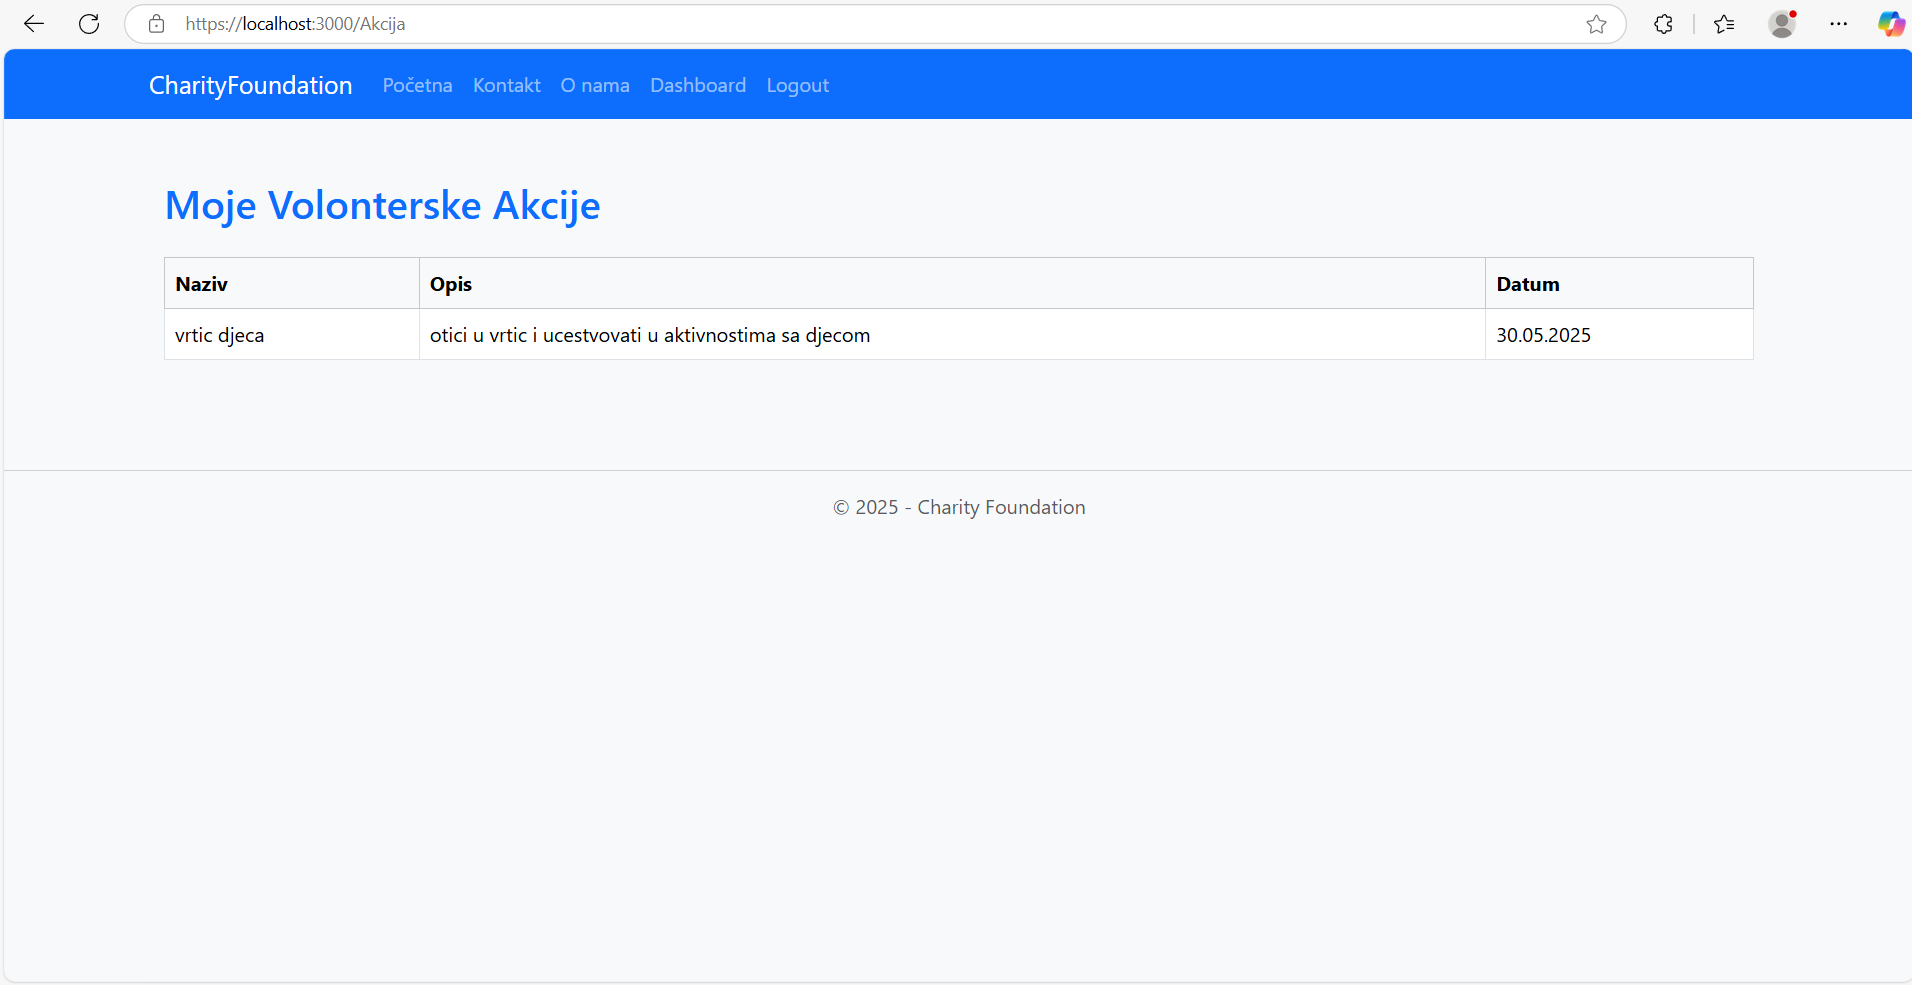 https://localhost:3000/Akcija
CharityFoundation Početna Kontakt O nama Dashboard Logout
Moje Volonterske Akcije
Naziv Opis Datum
vrtic djeca otici u vrtic i ucestvovati u aktivnostima sa djecom 30.05.2025
© 2025 - Charity Foundation